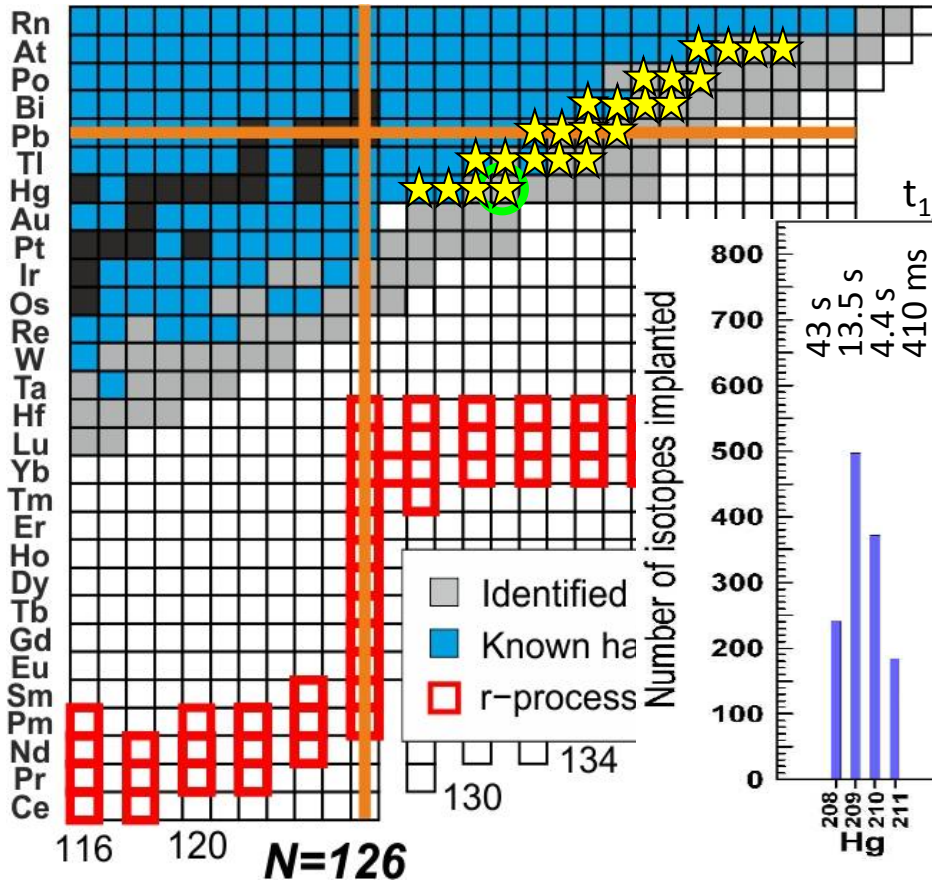 Rn
At
Po
Bi
Pb
Tl
Hg
Au
Pt
Ir
Os
Re
W
Ta
Hf
Lu
Yb
Tm
Er
Ho
Dy
Tb
Gd
Eu
Sm
Pm
Nd
Pr
Ce
116
120
N=126
130
134
Identified
Known ha
r-process
t1
Number of isotopes implanted
800
700
600
500
400
300
200
100
0
43 s
13.5 s
4.4 s
410 ms
208
209
210
211
Hg